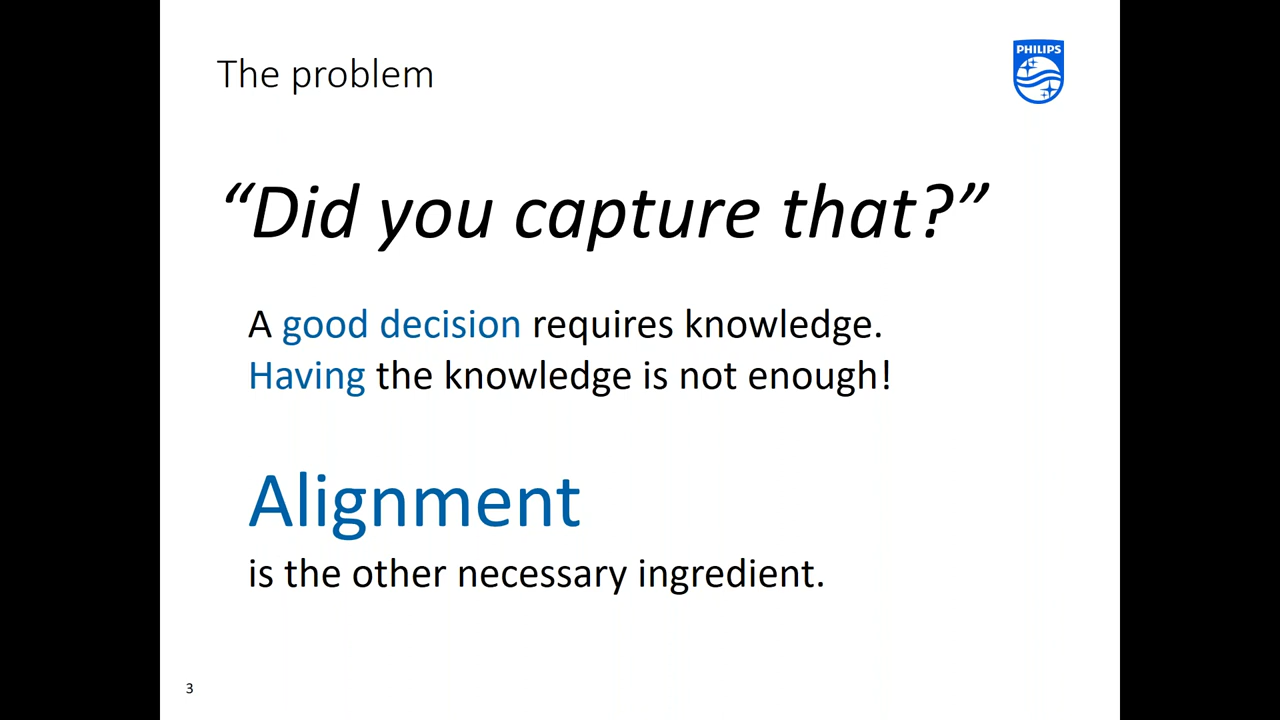 The problem
PHILIPS
“Did you capture that?”
A good decision requires knowledge.
Having the knowledge is not enough!
Alignment
is the other necessary ingredient.
3